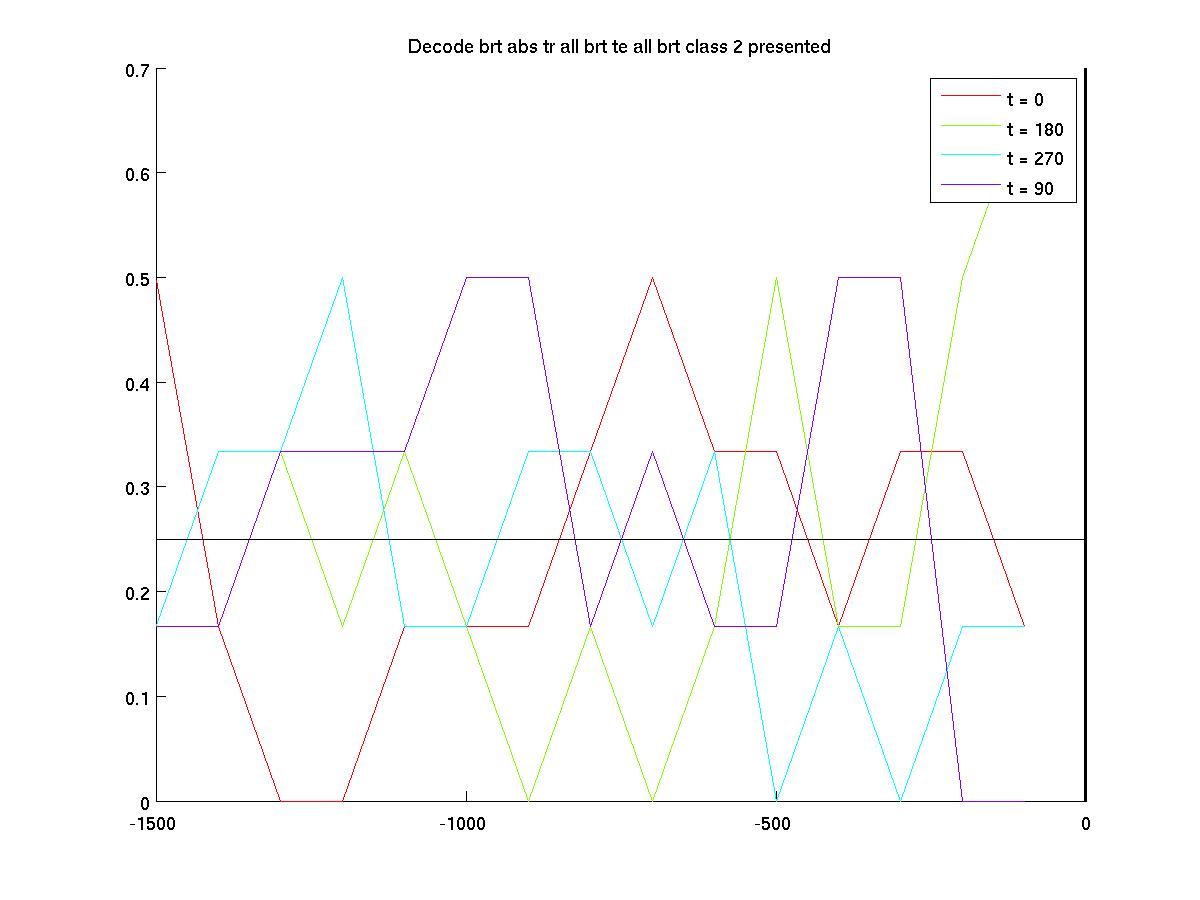 Decode brt abs tr all brt te all brt class 2 presented
0.7
0.6
0.5
0.4
0.3
0.2
0.1
0
-1500
-1000
-500
0
t = 0
t = 180
t = 270
t = 90